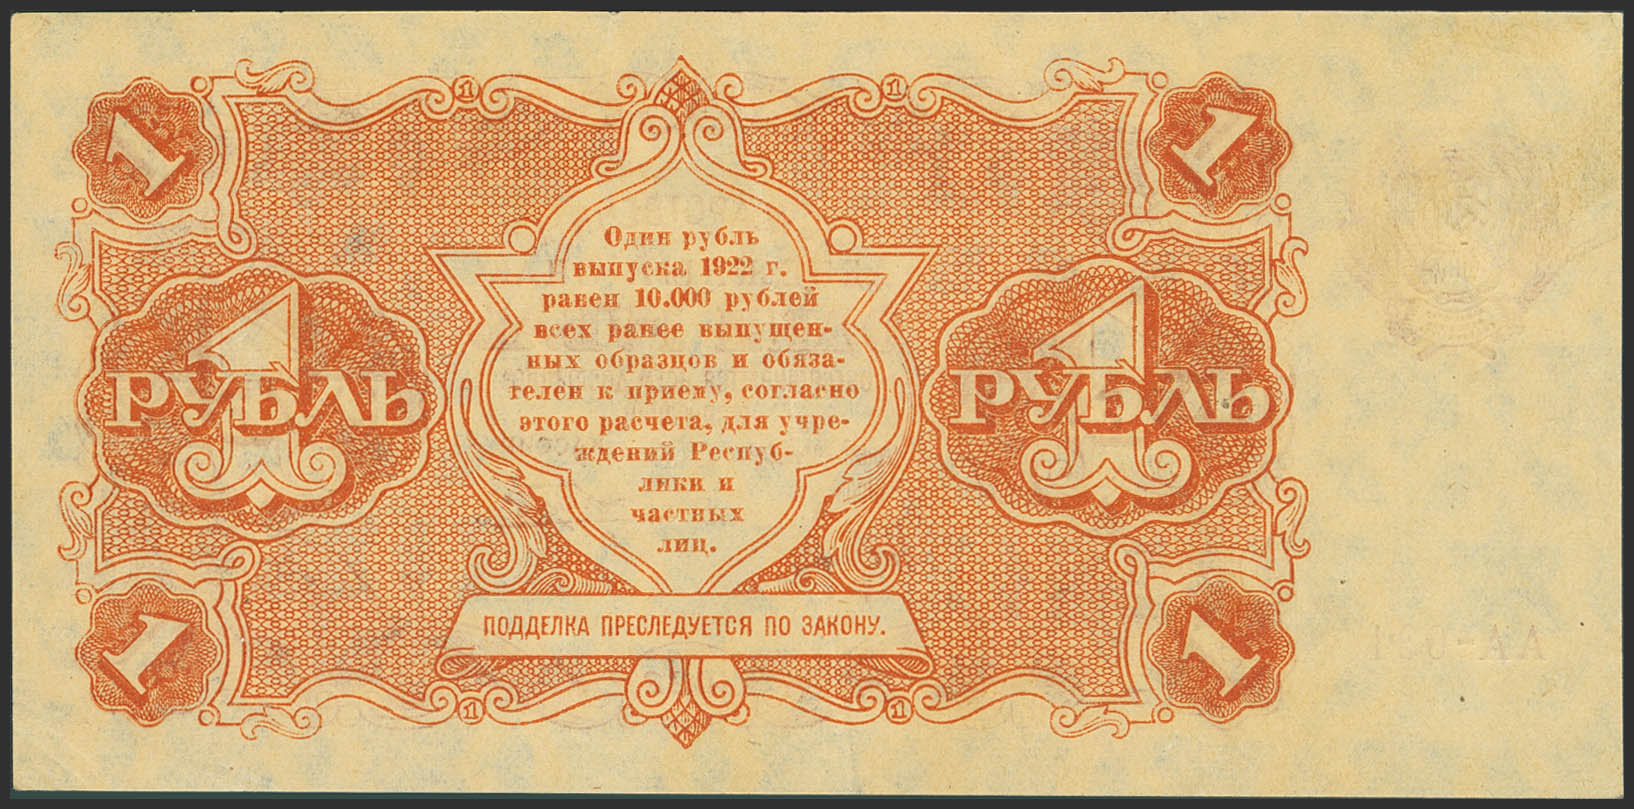 1
1
1
1
Один рубль
выпуска 1922 г.
равен 10.000 рублей
всех ранее выпущен-
ных образцов и обяза-
телен к приему, согласно
этого расчета, для учре-
ждений Респуб-
лики и
частных
лиц.
1
РУБЛЬ
1
РУБЛЬ
ПОДДЕЛКА ПРЕСЛЕДУЕТСЯ ПО ЗАКОНУ.
1
1
1
1